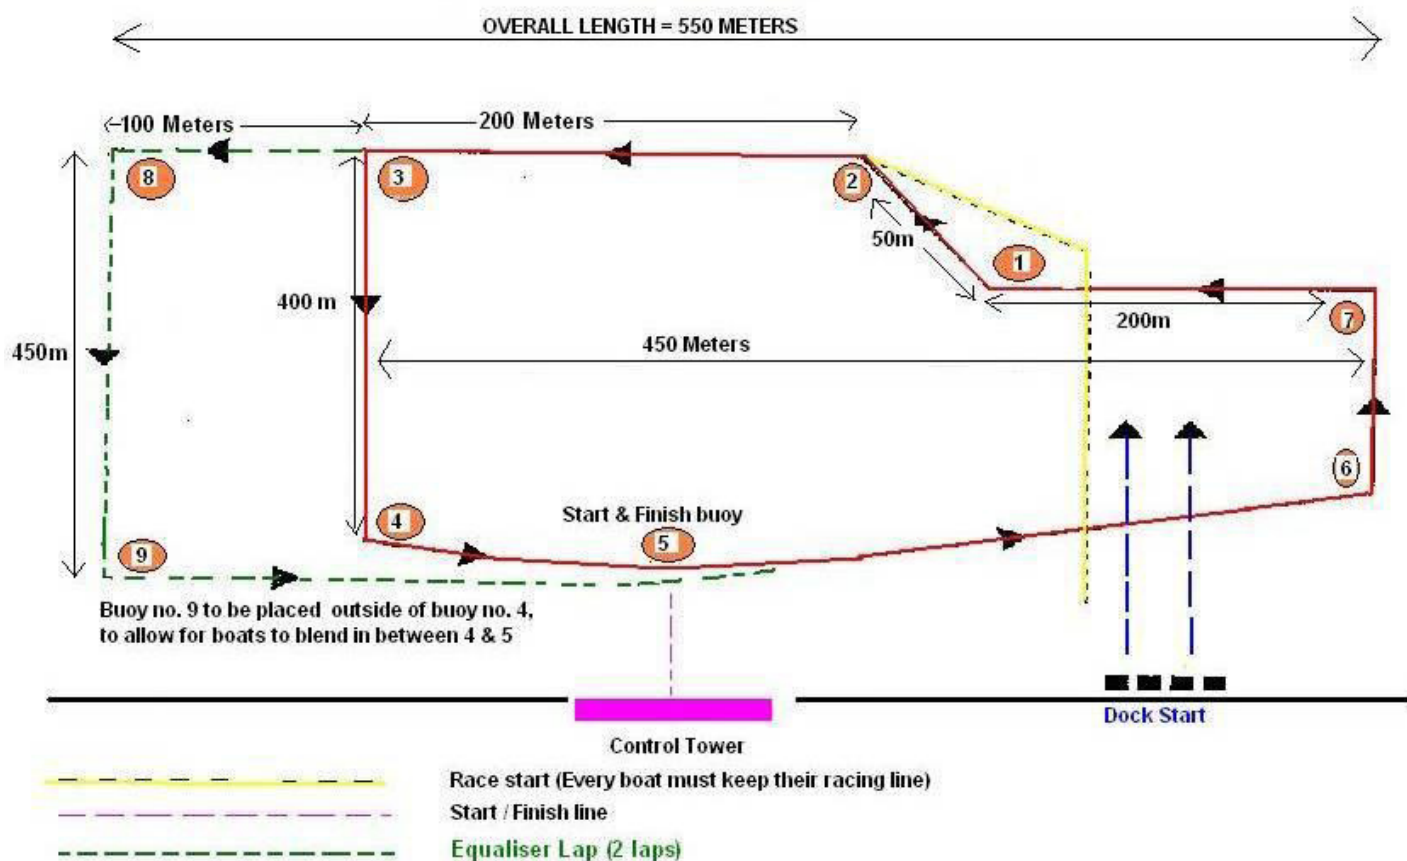 OVERALL LENGTH = 550 METERS
100 Meters
200 Meters
8
3
2
50m
1
7
400 m
200m
450m
450 Meters
6
4
Start & Finish buoy
5
9
Buoy no. 9 to be placed outside of buoy no. 4,
to allow for boats to blend in between 4 & 5
Dock Start
Control Tower
Race start (Every boat must keep their racing line)
Start / Finish line
Equaliser Lap (2 laps)